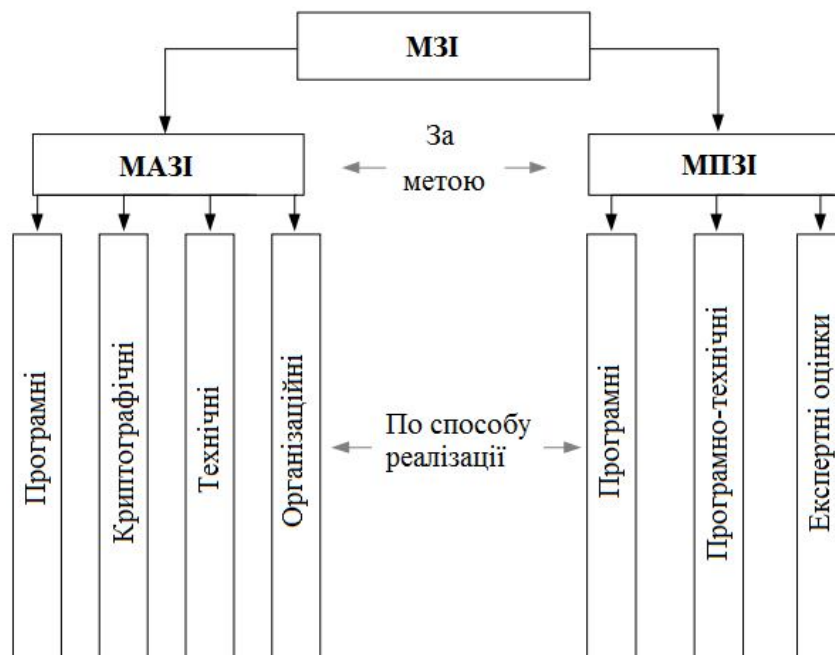 МЗІ
МАЗІ
За
метою
МПЗІ
Програмні
Криптографічні
Технічні
Організаційні
По способу
реалізації
Програмні
Програмно-технічні
Експертні оцінки